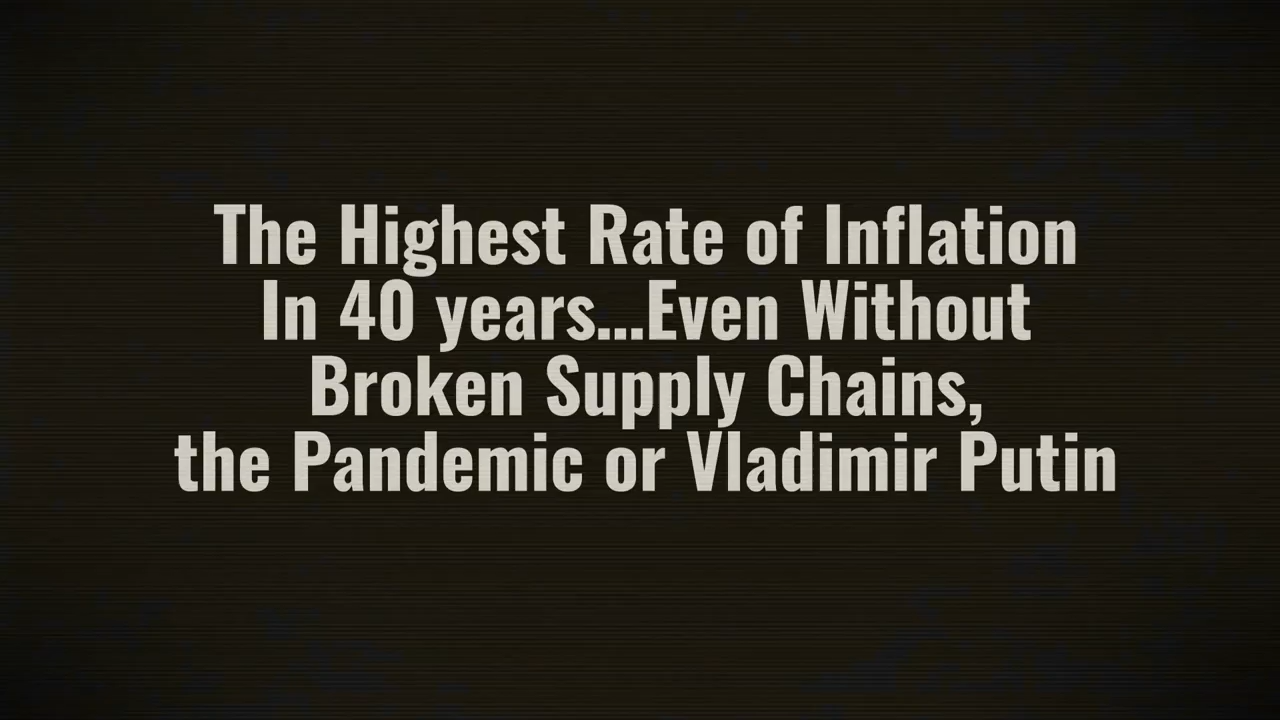 The Highest Rate of Inflation
In 40 years...Even Without
Broken Supply Chains,
the Pandemic or Vladimir Putin